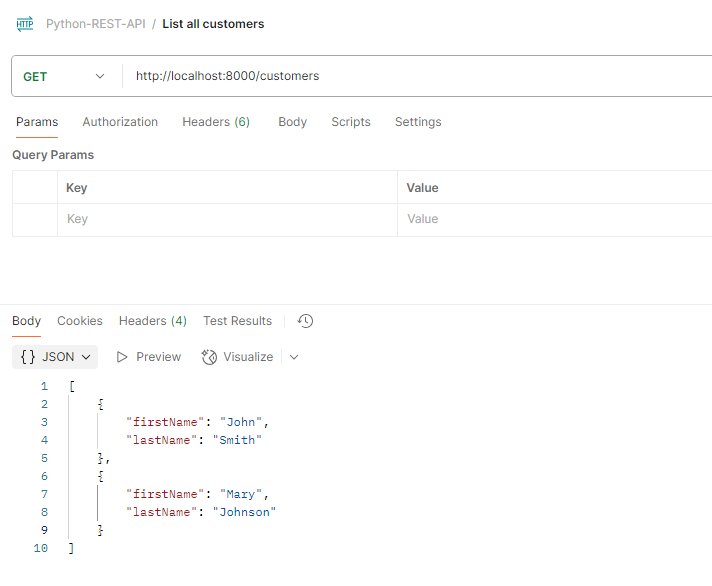 HTTP Python-REST-API / List all customers
GET http://localhost:8000/customers
Params Authorization Headers (6) Body Scripts Settings
Query Params
Key Value
Key Value
Body Cookies Headers (4) Test Results
{ } JSON Preview Visualize
1 [
2 {
3 "firstName": "John",
4 "lastName": "Smith"
5 },
6 {
7 "firstName": "Mary",
8 "lastName": "Johnson"
9 }
10 ]